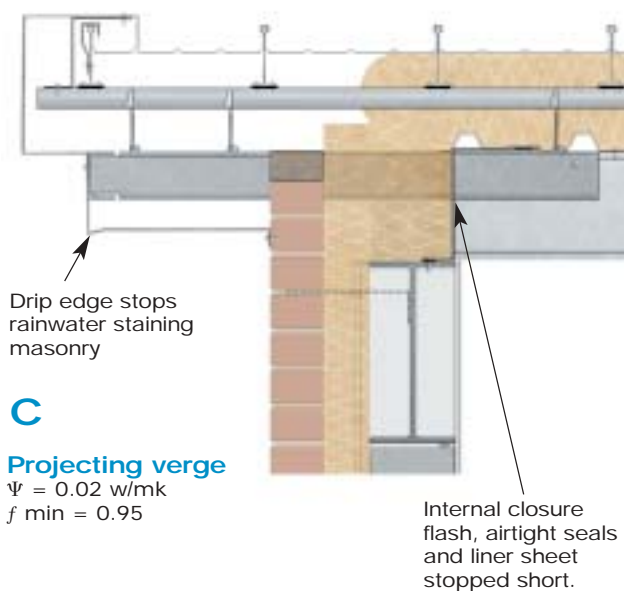 Drip edge stops
rainwater staining
masonry
C
Projecting verge
Ψ = 0.02 w/mk
ƒ min = 0.95
Internal closure
flash, airtight seals
and liner sheet
stopped short.